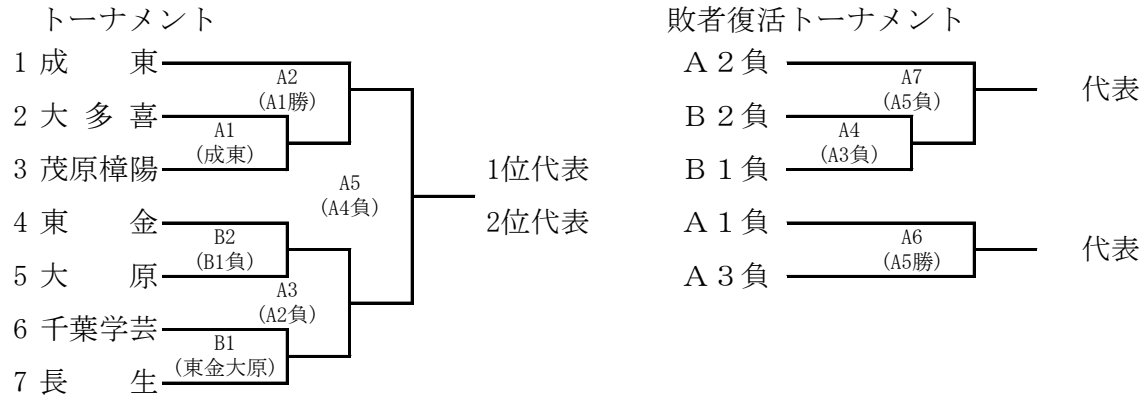 トーナメント
1 成　　東
2 大 多 喜
3 茂原樟陽
4 東　　金
5 大　　原
6 千葉学芸
7 長　　生
A2
(A1勝)
A1
(成東)
A5
(A4負)
B2
(B1負)
A3
(A2負)
B1
(東金大原)
1位代表
2位代表
敗者復活トーナメント
Ａ２負
Ｂ２負
Ｂ１負
Ａ１負
Ａ３負
A7
(A5負)
A4
(A3負)
A6
(A5勝)
代表
代表